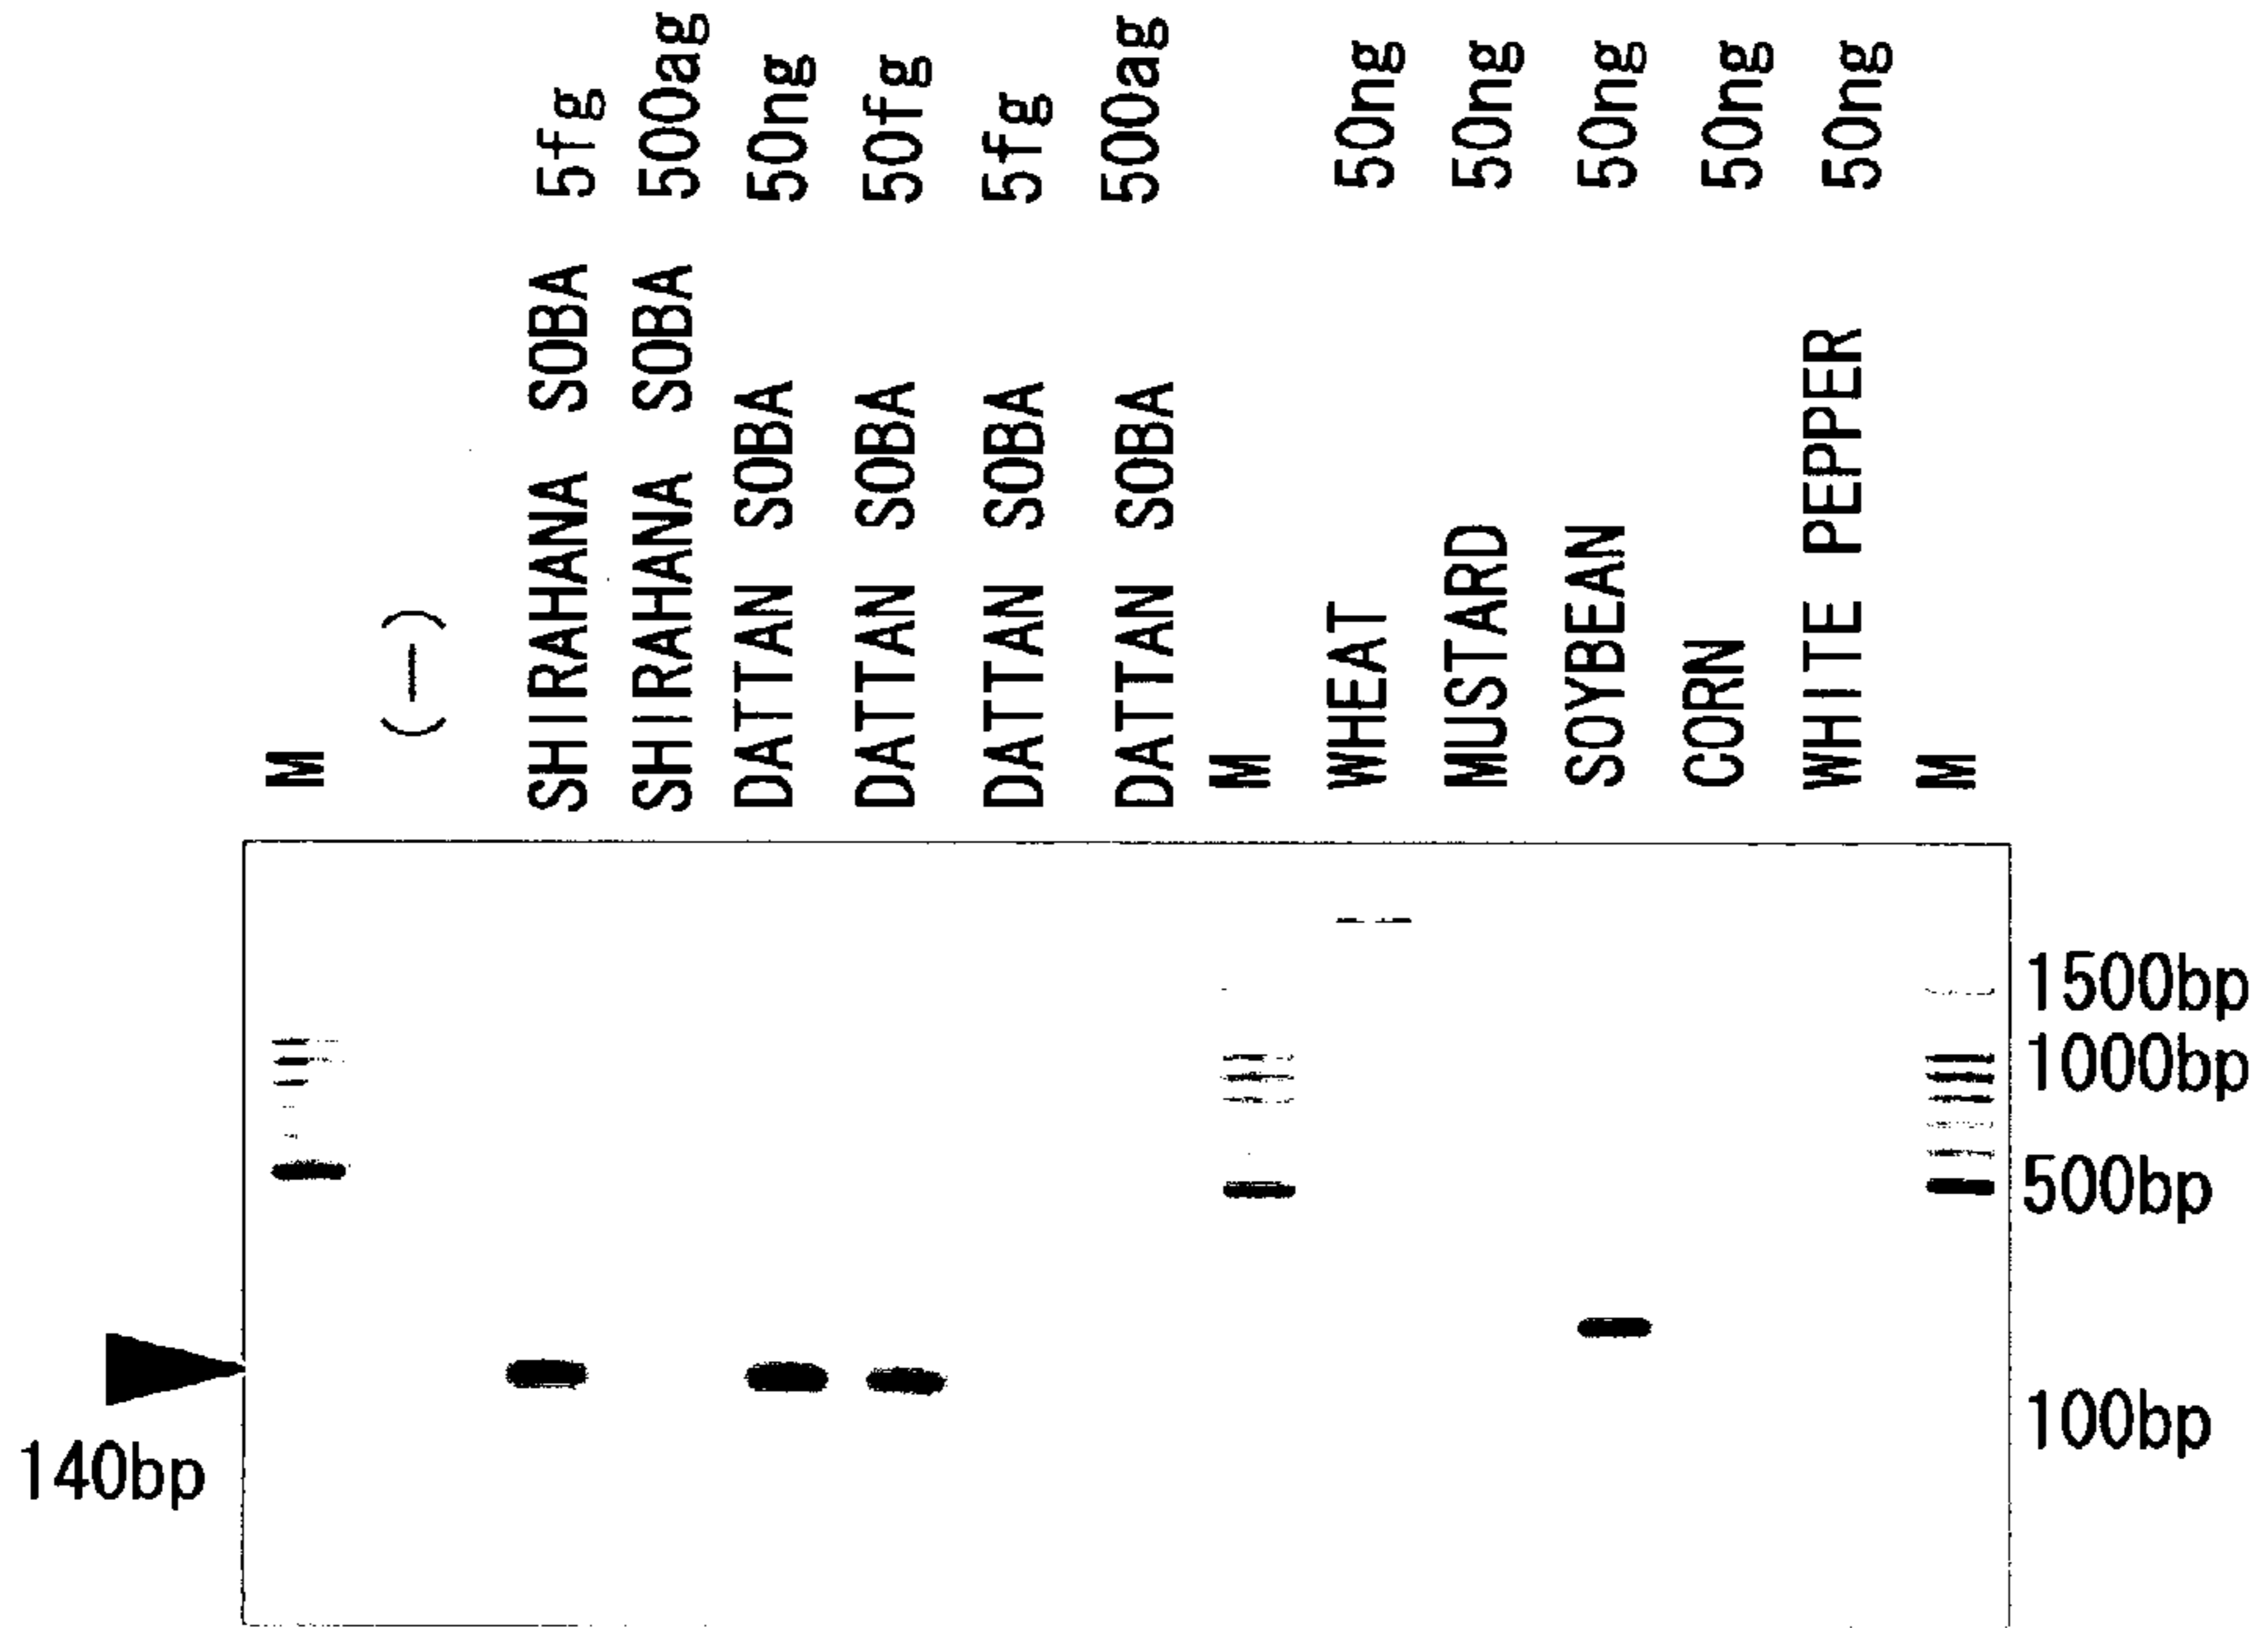 M
(-)
SHIRAHANA SOBA 5fg
SHIRAHANA SOBA 500ag
DATTAN SOBA 50ng
DATTAN SOBA 50fg
DATTAN SOBA 5fg
DATTAN SOBA 500ag
M
WHEAT 50ng
MUSTARD 50ng
SOYBEAN 50ng
CORN 50ng
WHITE PEPPER 50ng
M
1500bp
1000bp
500bp
100bp
140bp